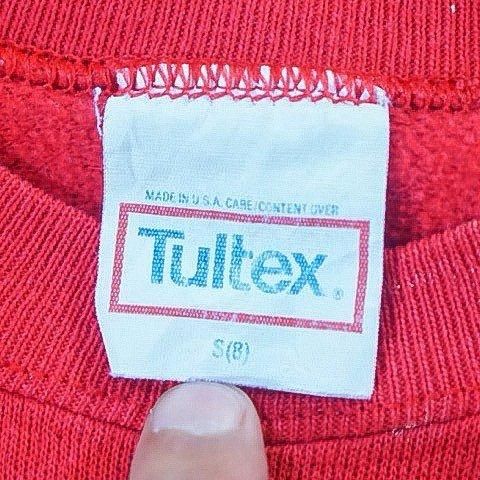 MADE IN U.S.A. CARE/CONTENT OVER
Tultex®
S(8)